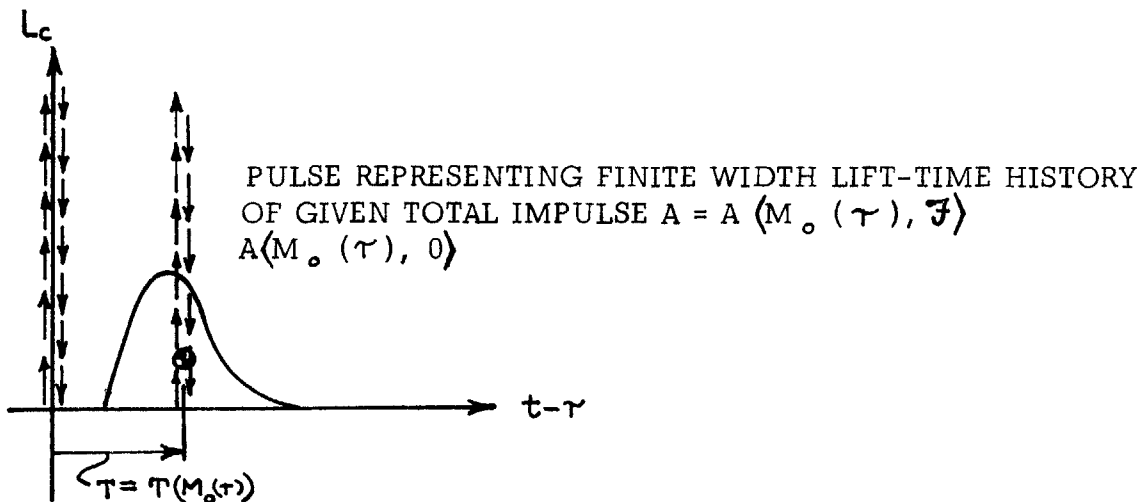 Lc
PULSE REPRESENTING FINITE WIDTH LIFT-TIME HISTORY
OF GIVEN TOTAL IMPULSE A = A ⟨M₀ (τ), ℱ⟩
A⟨M₀ (τ), 0⟩
t-τ
T = T(M₀(τ))